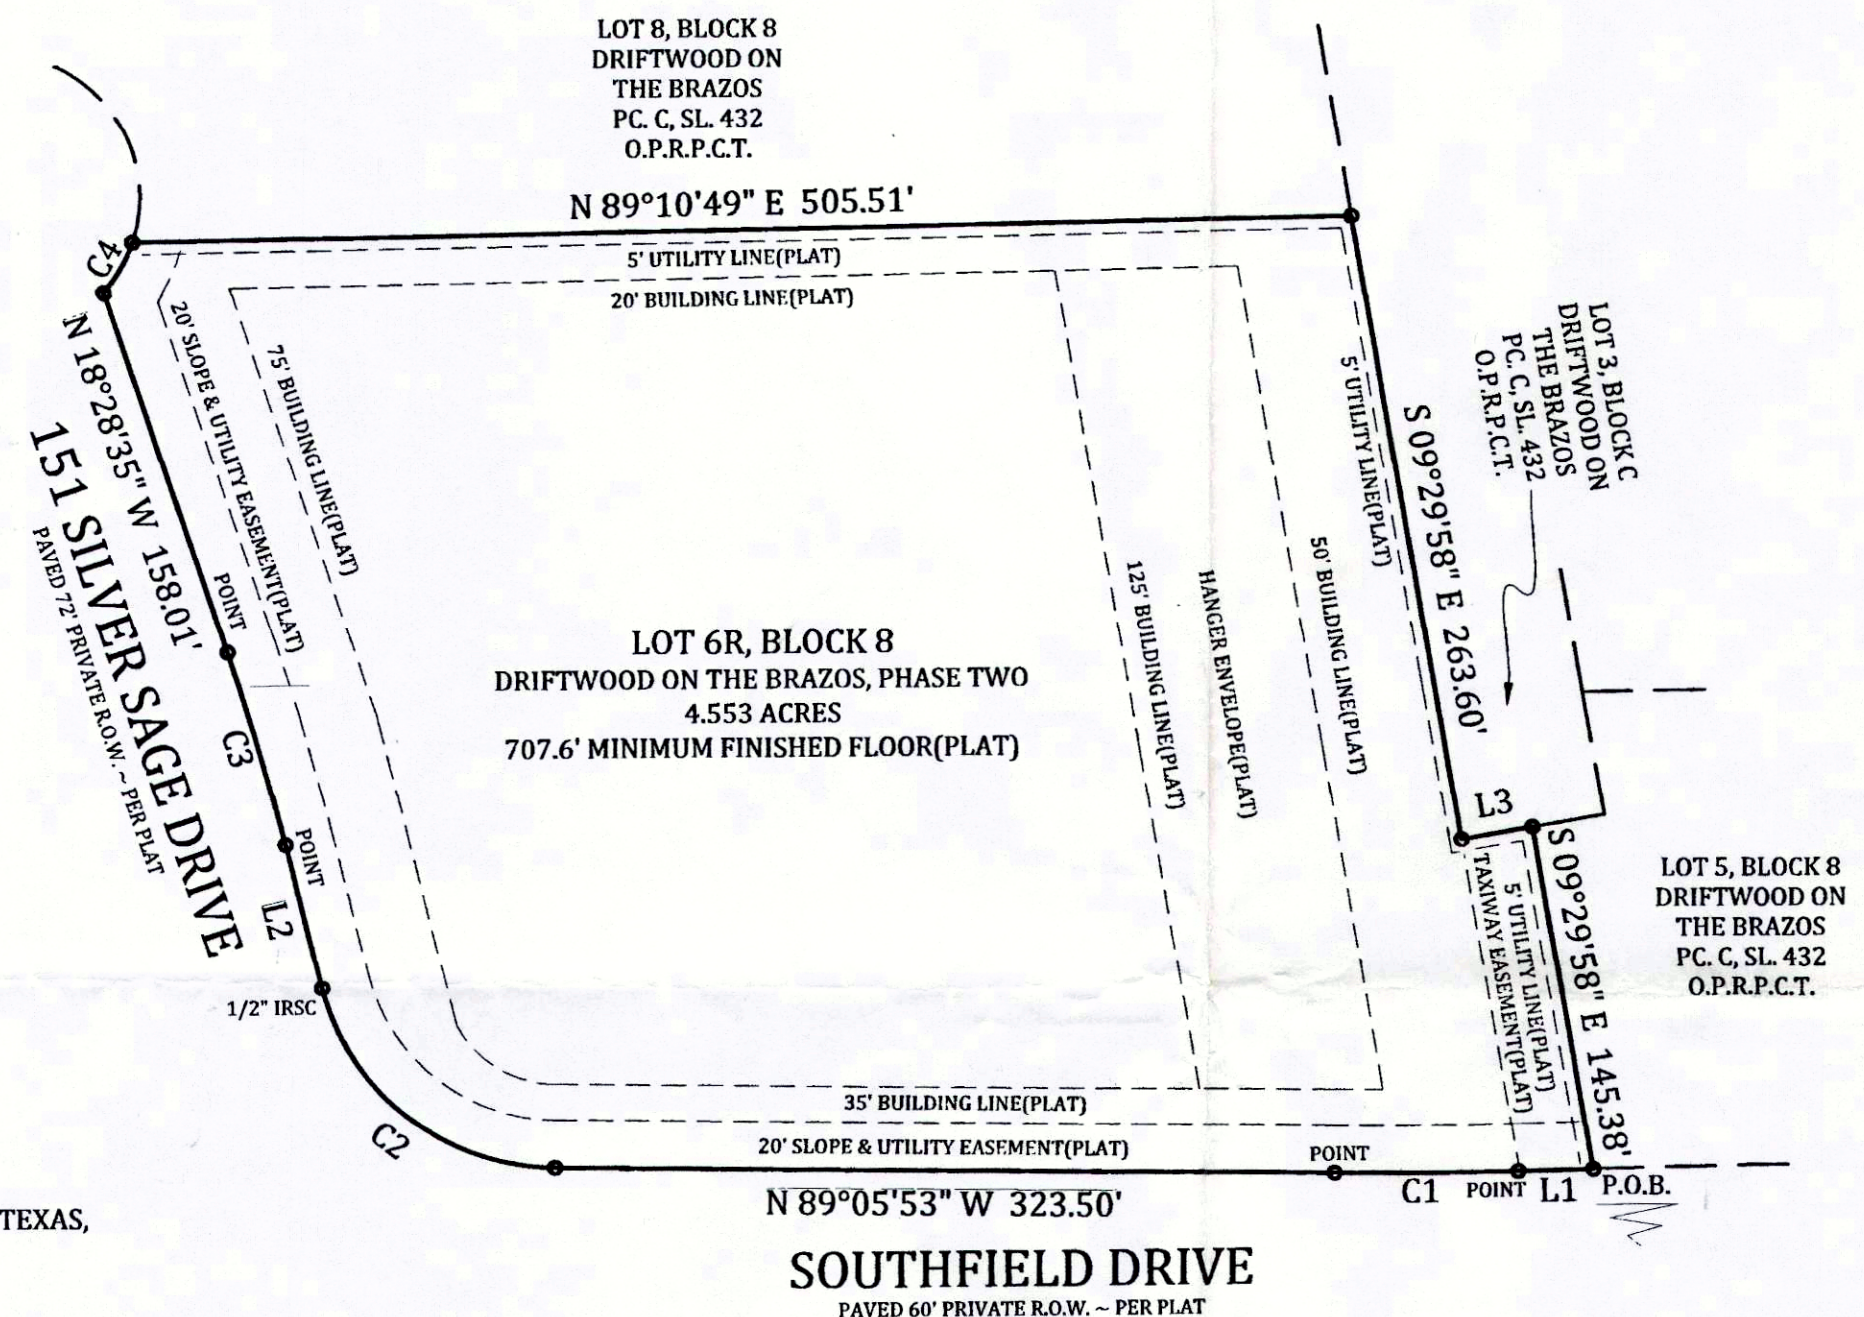 LOT 8, BLOCK 8
DRIFTWOOD ON
THE BRAZOS
PC. C, SL. 432
O.P.R.P.C.T.
N 89°10'49" E 505.51'
5' UTILITY LINE(PLAT)
20' BUILDING LINE(PLAT)
C4
N 18°28'35" W 158.01'
151 SILVER SAGE DRIVE
PAVED 72' PRIVATE R.O.W. ~ PER PLAT
20' SLOPE & UTILITY EASEMENT(PLAT)
75' BUILDING LINE(PLAT)
POINT
C3
POINT
L2
1/2" IRSC
C2
LOT 6R, BLOCK 8
DRIFTWOOD ON THE BRAZOS, PHASE TWO
4.553 ACRES
707.6' MINIMUM FINISHED FLOOR(PLAT)
125' BUILDING LINE(PLAT)
HANGER ENVELOPE(PLAT)
50' BUILDING LINE(PLAT)
5' UTILITY LINE(PLAT)
S 09°29'58" E 263.60'
LOT 3, BLOCK C
DRIFTWOOD ON
THE BRAZOS
PC. C, SL. 432
O.P.R.P.C.T.
L3
S 09°29'58" E 145.38'
TAXIWAY EASEMENT(PLAT)
5' UTILITY LINE(PLAT)
LOT 5, BLOCK 8
DRIFTWOOD ON
THE BRAZOS
PC. C, SL. 432
O.P.R.P.C.T.
35' BUILDING LINE(PLAT)
20' SLOPE & UTILITY EASEMENT(PLAT)
POINT
C1
POINT
L1
P.O.B.
N 89°05'53" W 323.50'
TEXAS,
SOUTHFIELD DRIVE
PAVED 60' PRIVATE R.O.W. ~ PER PLAT